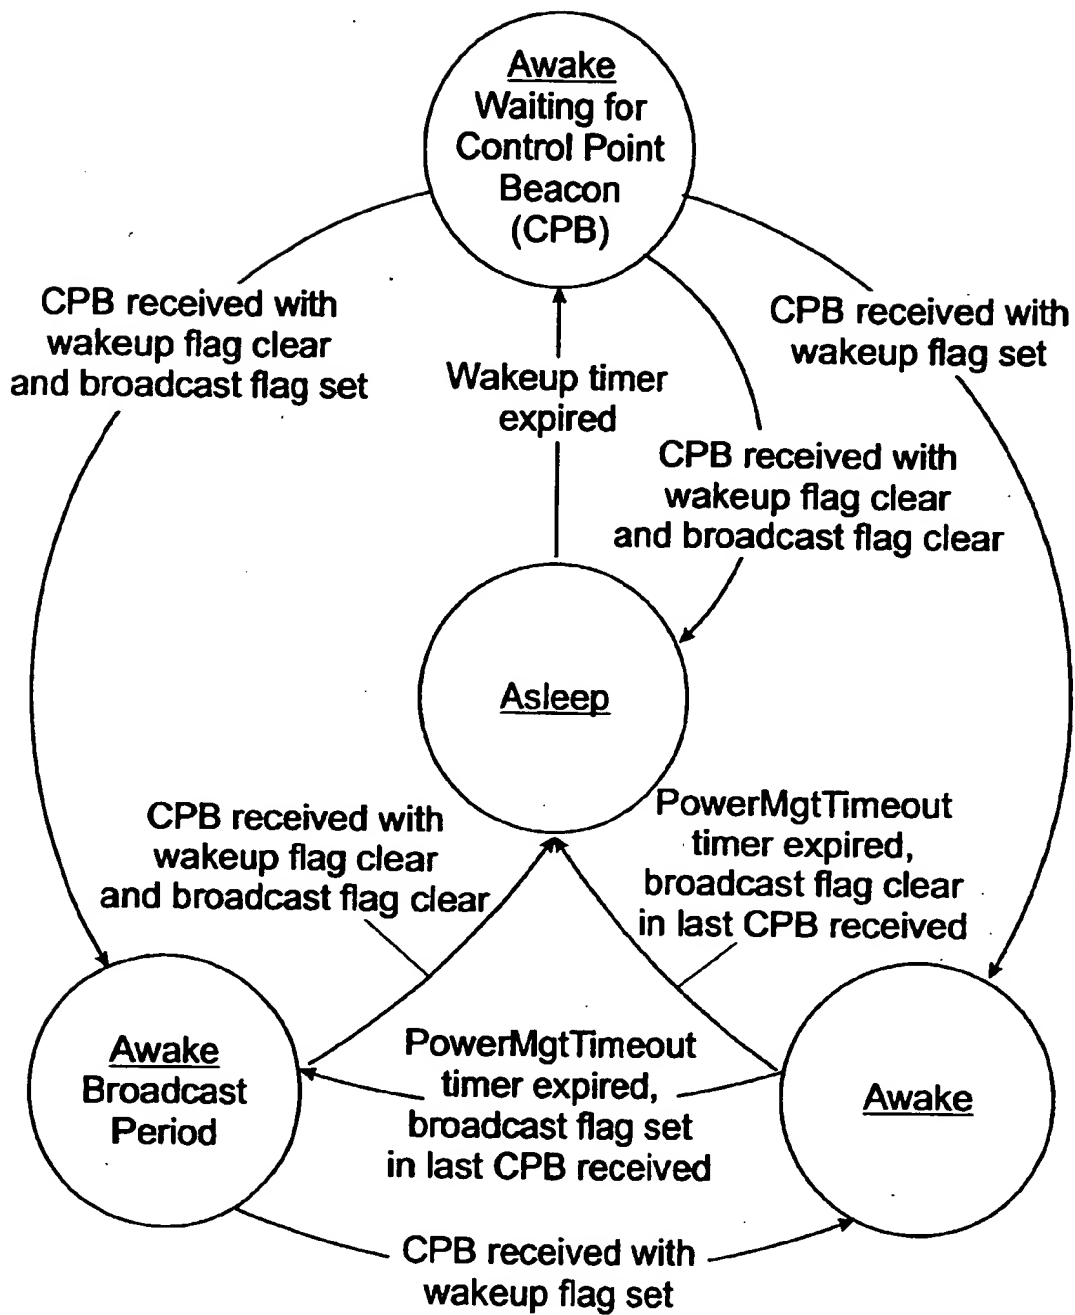 Awake
Waiting for
Control Point
Beacon
(CPB)
CPB received with
wakeup flag clear
and broadcast flag set
CPB received with
wakeup flag set
Wakeup timer
expired
CPB received with
wakeup flag clear
and broadcast flag clear
Asleep
CPB received with
wakeup flag clear
and broadcast flag clear
PowerMgtTimeout
timer expired,
broadcast flag clear
in last CPB received
Awake
Broadcast
Period
PowerMgtTimeout
timer expired,
broadcast flag set
in last CPB received
Awake
CPB received with
wakeup flag set